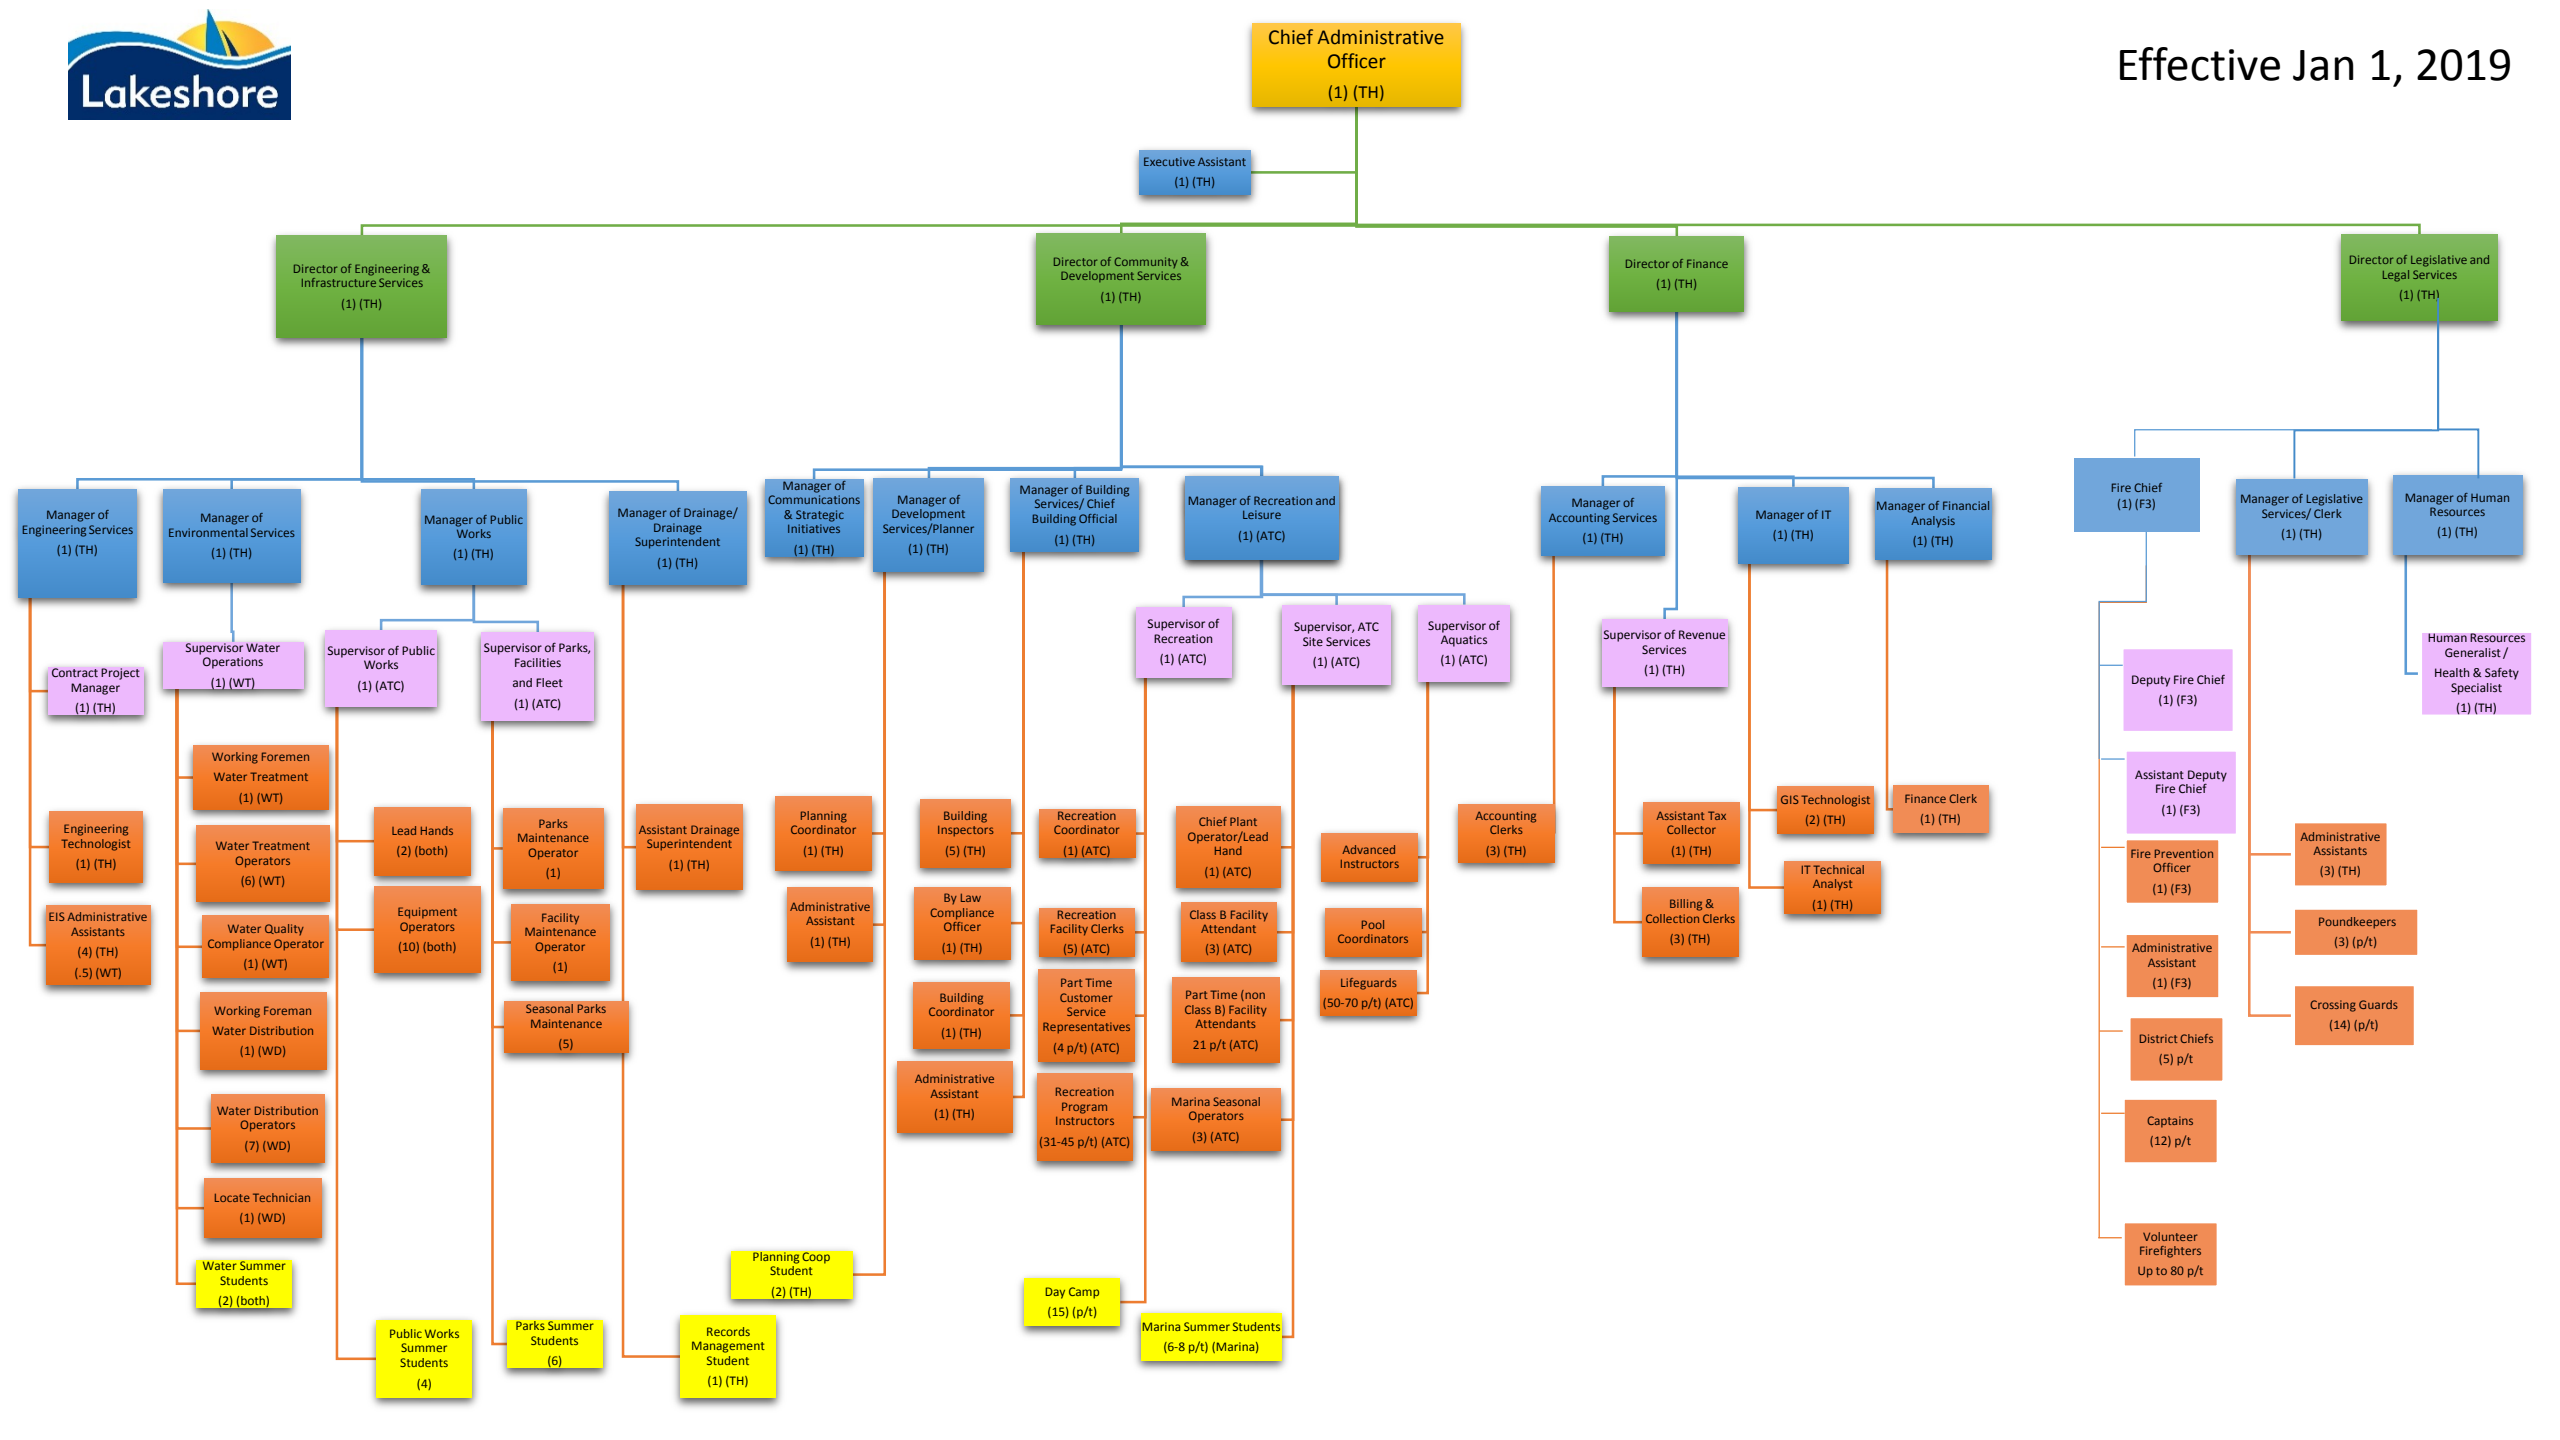 Lakeshore
Effective Jan 1, 2019
Chief Administrative
Officer
(1) (TH)
Executive Assistant
(1) (TH)
Director of Engineering &
Infrastructure Services
(1) (TH)
Director of Community &
Development Services
(1) (TH)
Director of Finance
(1) (TH)
Director of Legislative and
Legal Services
(1) (TH)
Manager of
Engineering Services
(1) (TH)
Manager of
Environmental Services
(1) (TH)
Manager of Public
Works
(1) (TH)
Manager of Drainage/
Drainage
Superintendent
(1) (TH)
Manager of
Communications
& Strategic
Initiatives
(1) (TH)
Manager of
Development
Services/Planner
(1) (TH)
Manager of Building
Services/ Chief
Building Official
(1) (TH)
Manager of Recreation and
Leisure
(1) (ATC)
Manager of
Accounting Services
(1) (TH)
Manager of IT
(1) (TH)
Manager of Financial
Analysis
(1) (TH)
Fire Chief
(1) (F3)
Manager of Legislative
Services/ Clerk
(1) (TH)
Manager of Human
Resources
(1) (TH)
Contract Project
Manager
(1) (TH)
Supervisor Water
Operations
(1) (WT)
Supervisor of Public
Works
(1) (ATC)
Supervisor of Parks,
Facilities
and Fleet
(1) (ATC)
Supervisor of
Recreation
(1) (ATC)
Supervisor, ATC
Site Services
(1) (ATC)
Supervisor of
Aquatics
(1) (ATC)
Supervisor of Revenue
Services
(1) (TH)
Deputy Fire Chief
(1) (F3)
Human Resources
Generalist /
Health & Safety
Specialist
(1) (TH)
Engineering
Technologist
(1) (TH)
EIS Administrative
Assistants
(4) (TH)
(.5) (WT)
Working Foremen
Water Treatment
(1) (WT)
Water Treatment
Operators
(6) (WT)
Water Quality
Compliance Operator
(1) (WT)
Working Foreman
Water Distribution
(1) (WD)
Water Distribution
Operators
(7) (WD)
Locate Technician
(1) (WD)
Water Summer
Students
(2) (both)
Lead Hands
(2) (both)
Equipment
Operators
(10) (both)
Public Works
Summer
Students
(4)
Parks
Maintenance
Operator
(1)
Facility
Maintenance
Operator
(1)
Seasonal Parks
Maintenance
(5)
Parks Summer
Students
(6)
Assistant Drainage
Superintendent
(1) (TH)
Records
Management
Student
(1) (TH)
Planning
Coordinator
(1) (TH)
Administrative
Assistant
(1) (TH)
Planning Coop
Student
(2) (TH)
Building
Inspectors
(5) (TH)
By Law
Compliance
Officer
(1) (TH)
Building
Coordinator
(1) (TH)
Administrative
Assistant
(1) (TH)
Recreation
Coordinator
(1) (ATC)
Recreation
Facility Clerks
(5) (ATC)
Part Time
Customer
Service
Representatives
(4 p/t) (ATC)
Recreation
Program
Instructors
(31-45 p/t) (ATC)
Day Camp
(15) (p/t)
Chief Plant
Operator/Lead
Hand
(1) (ATC)
Class B Facility
Attendant
(3) (ATC)
Part Time (non
Class B) Facility
Attendants
21 p/t (ATC)
Marina Seasonal
Operators
(3) (ATC)
Marina Summer Students
(6-8 p/t) (Marina)
Advanced
Instructors
Pool
Coordinators
Lifeguards
(50-70 p/t) (ATC)
Accounting
Clerks
(3) (TH)
Assistant Tax
Collector
(1) (TH)
Billing &
Collection Clerks
(3) (TH)
GIS Technologist
(2) (TH)
IT Technical
Analyst
(1) (TH)
Finance Clerk
(1) (TH)
Assistant Deputy
Fire Chief
(1) (F3)
Fire Prevention
Officer
(1) (F3)
Administrative
Assistant
(1) (F3)
District Chiefs
(5) p/t
Captains
(12) p/t
Volunteer
Firefighters
Up to 80 p/t
Administrative
Assistants
(3) (TH)
Poundkeepers
(3) (p/t)
Crossing Guards
(14) (p/t)